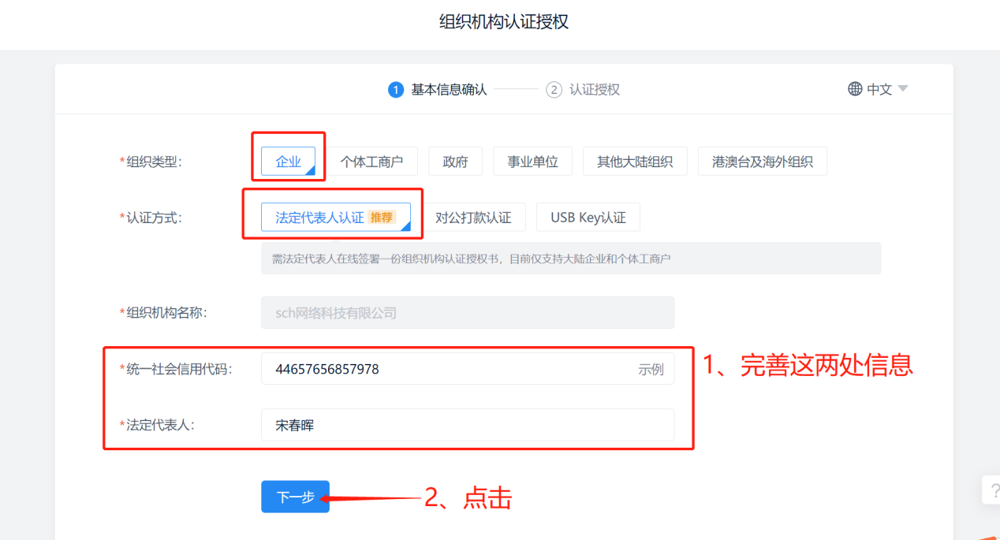 组织机构认证授权
1 基本信息确认 2 认证授权 中文
*组织类型: 企业 个体工商户 政府 事业单位 其他大陆组织 港澳台及海外组织
*认证方式: 法定代表人认证 推荐 对公打款认证 USB Key认证
需法定代表人在线签署一份组织机构认证授权书，目前仅支持大陆企业和个体工商户
*组织机构名称: sch网络科技有限公司
*统一社会信用代码: 44657656857978 示例
1、完善这两处信息
*法定代表人: 宋春晖
下一步 2、点击
?